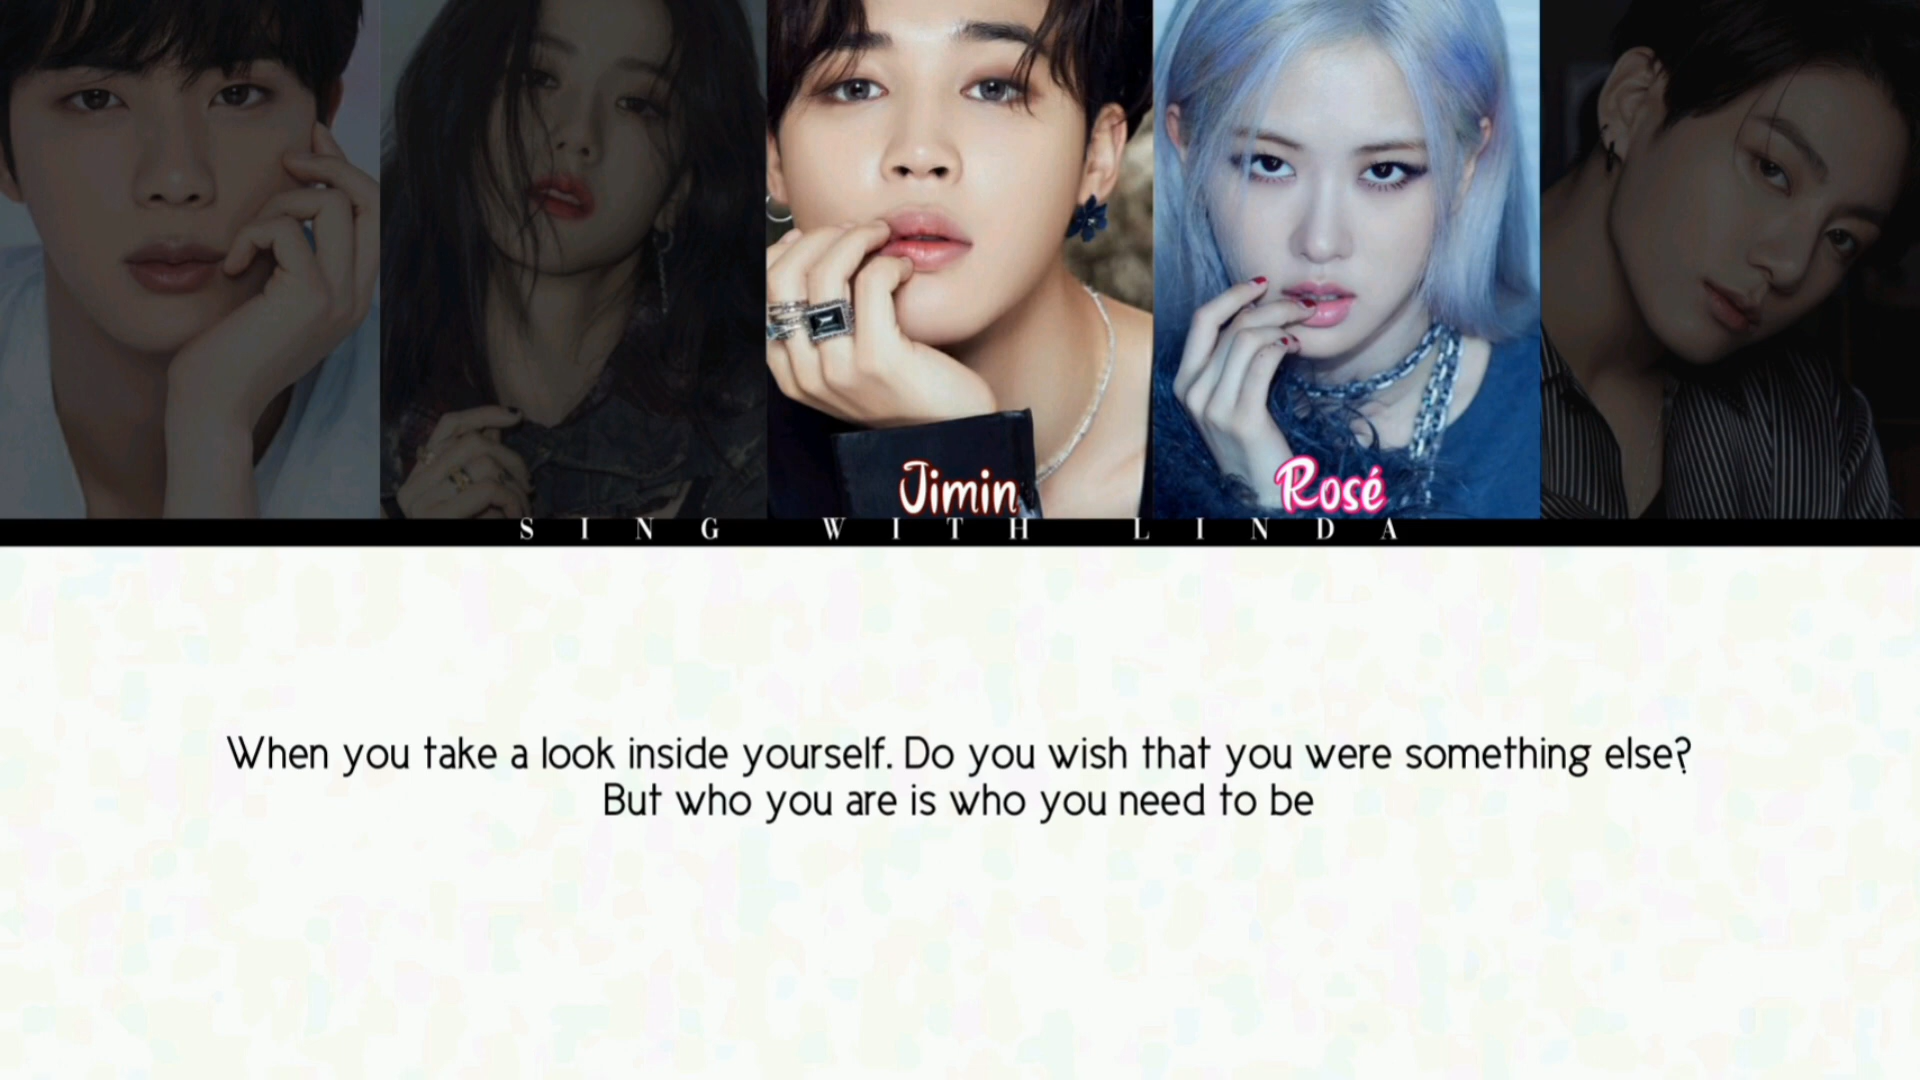 Jimin
Rosé
SING WITH LINDA
When you take a look inside yourself. Do you wish that you were something else?
But who you are is who you need to be